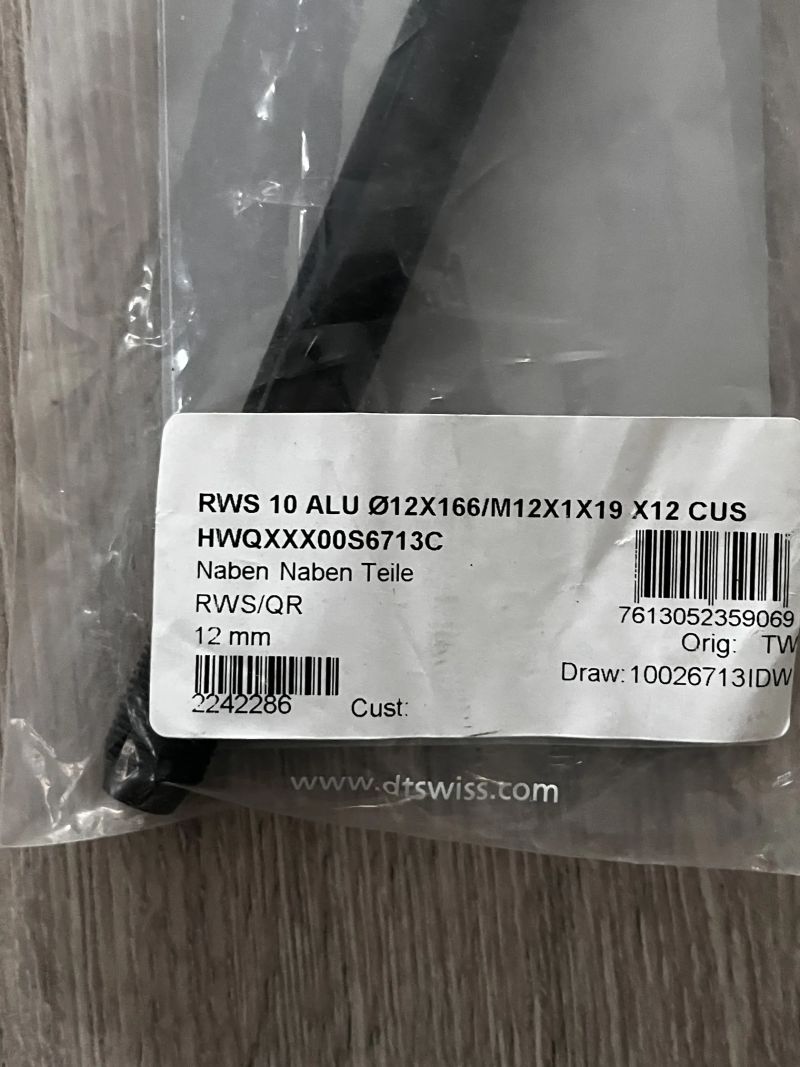 RWS 10 ALU Ø12X166/M12X1X19 X12 CUS
HWQXXX00S6713C
Naben Naben Teile
RWS/QR
12 mm
2242286
Cust:
7613052359069
Orig: TW
Draw:10026713IDW
www.dtswiss.com